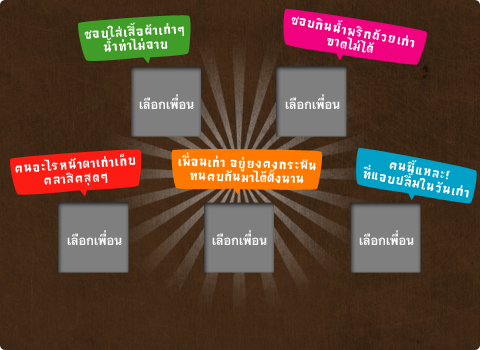 ชอบใส่เสื้อผ้าเก่าๆ
น้ำท่าไม่อาบ
ชอบกินน้ำพริกถ้วยเก่า
ขาดไม่ได้
เลือกเพื่อน
เลือกเพื่อน
คนอะไรหน้าตาเก่าเก็บ
คลาสิคสุดๆ
เพื่อนเก่า อยู่ยงคงกระพัน
ทนคบกันมาได้ตั้งนาน
คนนี้แหละ!
ที่แอบปลื้มในวันเก่า
เลือกเพื่อน
เลือกเพื่อน
เลือกเพื่อน